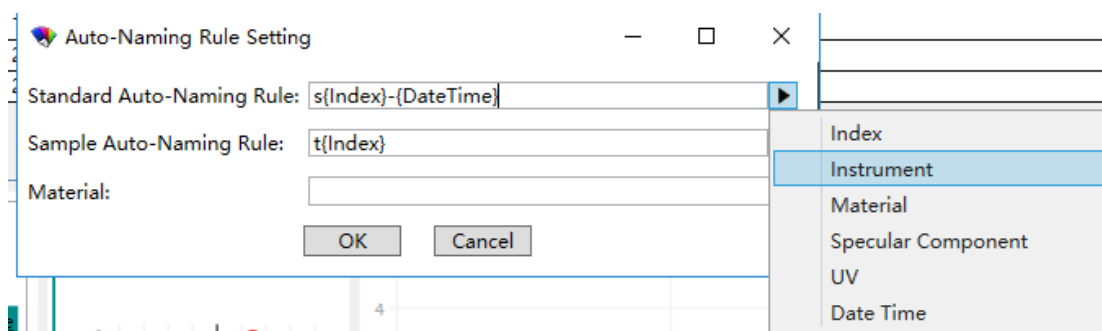 Auto-Naming Rule Setting
Standard Auto-Naming Rule: s{Index}-{DateTime}
Sample Auto-Naming Rule: t{Index}
Material:
OK Cancel
Index
Instrument
Material
Specular Component
UV
Date Time
4